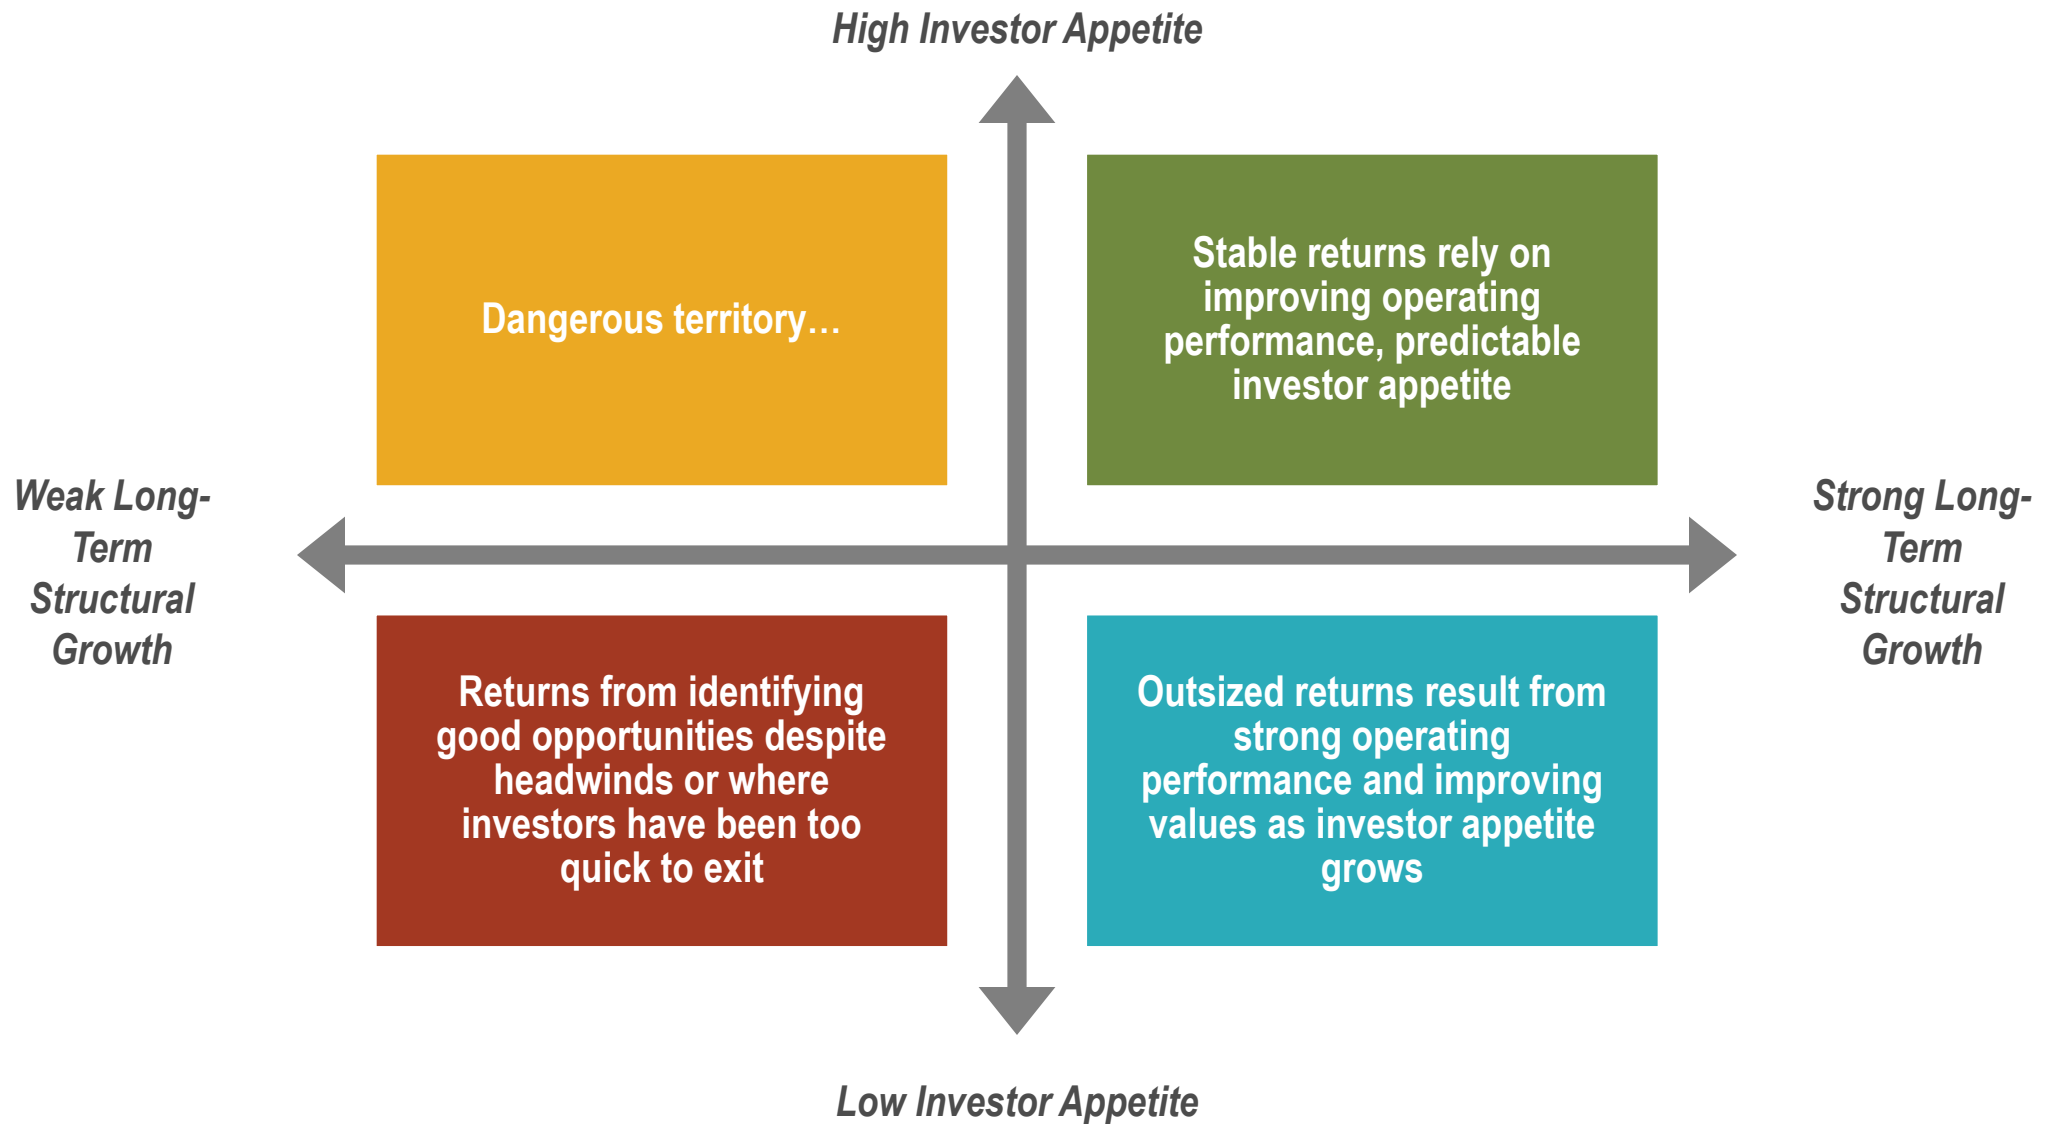 High Investor Appetite
Dangerous territory…
Stable returns rely on
improving operating
performance, predictable
investor appetite
Weak Long-
Term
Structural
Growth
Strong Long-
Term
Structural
Growth
Returns from identifying
good opportunities despite
headwinds or where
investors have been too
quick to exit
Outsized returns result from
strong operating
performance and improving
values as investor appetite
grows
Low Investor Appetite